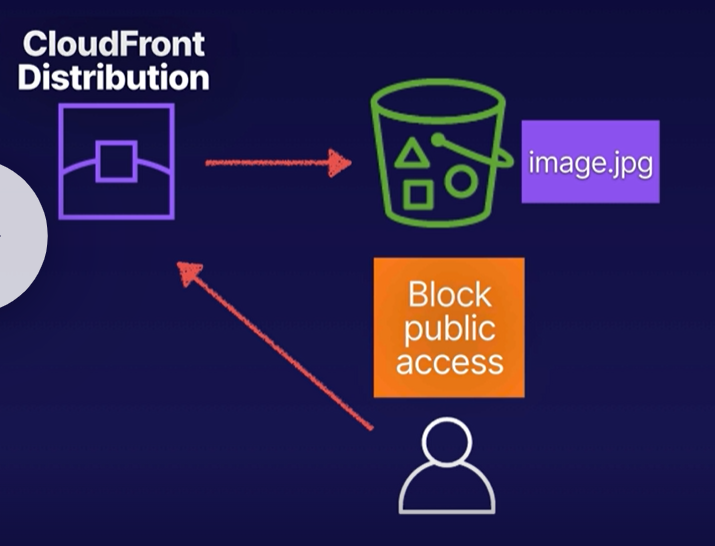 CloudFront
Distribution
image.jpg
Block
public
access